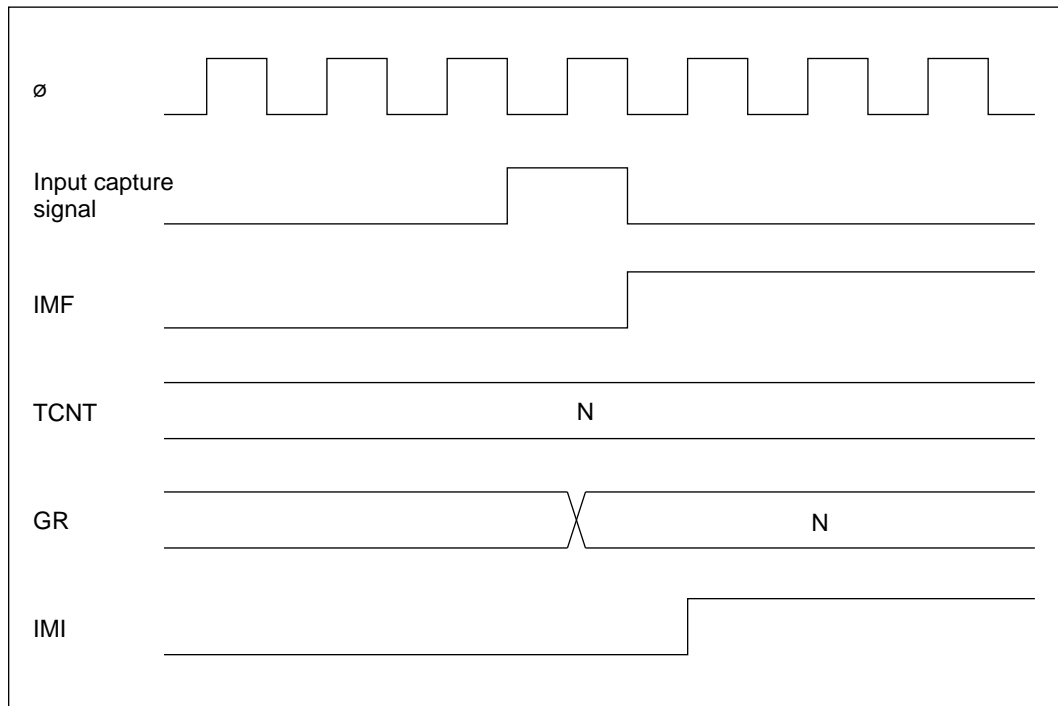 ø
Input capture
signal
IMF
TCNT
N
GR
N
IMI